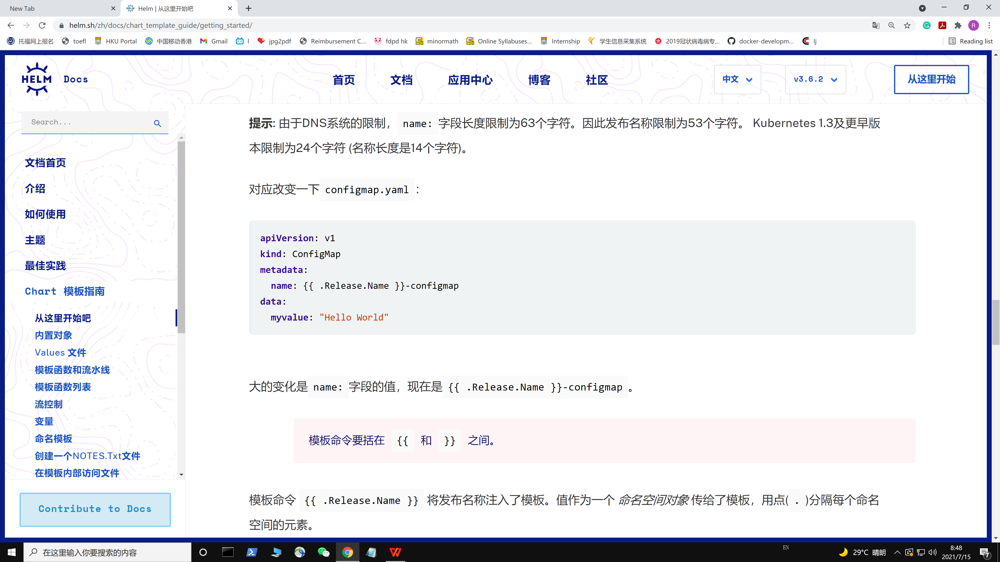 New Tab
Helm | 从这里开始吧
helm.sh/zh/docs/chart_template_guide/getting_started/
R
托福网上报名
toefl
HKU Portal
中国移动香港
Gmail
l
jpg2pdf
Reimbursement C...
fdpd hk
minormath
Online Syllabuses...
Internship
学生信息采集系统
2019冠状病毒病专...
docker-developm...
lj
Reading list
HELM Docs
首页
文档
应用中心
博客
社区
中文
v3.6.2
从这里开始
Search...
文档首页
介绍
如何使用
主题
最佳实践
Chart 模板指南
从这里开始吧
内置对象
Values 文件
模板函数和流水线
模板函数列表
流控制
变量
命名模板
创建一个NOTES.Txt文件
在模板内部访问文件
Contribute to Docs
提示: 由于DNS系统的限制， name: 字段长度限制为63个字符。因此发布名称限制为53个字符。 Kubernetes 1.3及更早版
本限制为24个字符 (名称长度是14个字符)。
对应改变一下 configmap.yaml ：
apiVersion: v1
kind: ConfigMap
metadata:
  name: {{ .Release.Name }}-configmap
data:
  myvalue: "Hello World"
大的变化是 name: 字段的值，现在是 {{ .Release.Name }}-configmap 。
模板命令要括在 {{ 和 }} 之间。
模板命令 {{ .Release.Name }} 将发布名称注入了模板。值作为一个 命名空间对象 传给了模板，用点( . )分隔每个命名
空间的元素。
在这里输入你要搜索的内容
EN
29°C 晴朗
8:48
2021/7/15
7